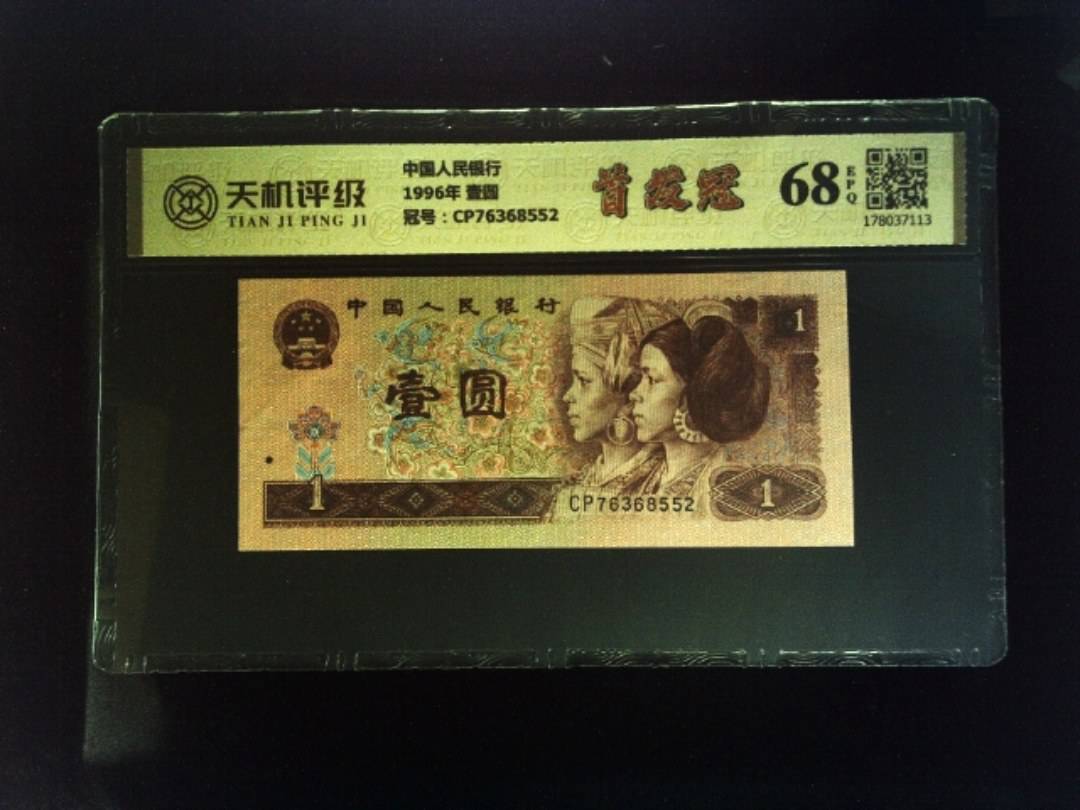 天机评级
TIAN JI PING JI
中国人民银行
1996年 壹圆
冠号：CP76368552
首发冠
68
EPQ
178037113
中国人民银行
1
壹圆
1
CP76368552
1